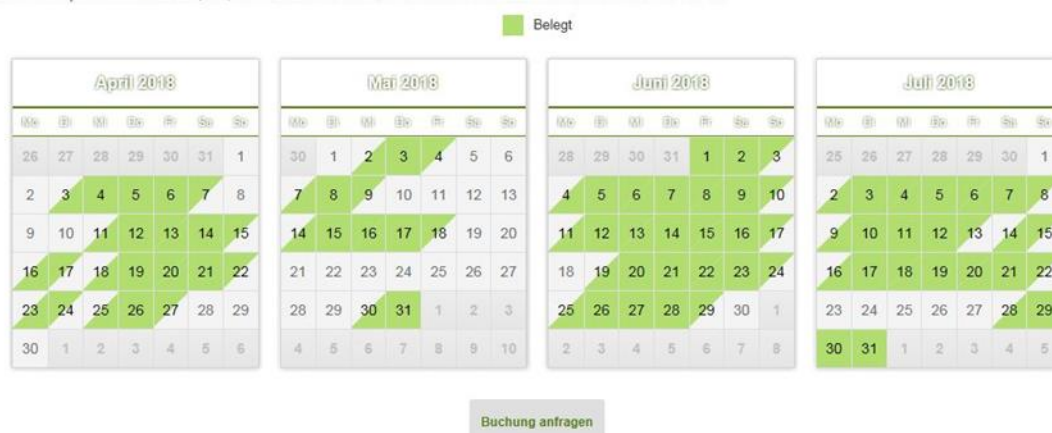 Belegt
April 2018
Mo Di Mi Do Fr Sa So
26 27 28 29 30 31 1
2 3 4 5 6 7 8
9 10 11 12 13 14 15
16 17 18 19 20 21 22
23 24 25 26 27 28 29
30 1 2 3 4 5 6
Mai 2018
Mo Di Mi Do Fr Sa So
30 1 2 3 4 5 6
7 8 9 10 11 12 13
14 15 16 17 18 19 20
21 22 23 24 25 26 27
28 29 30 31 1 2 3
4 5 6 7 8 9 10
Juni 2018
Mo Di Mi Do Fr Sa So
28 29 30 31 1 2 3
4 5 6 7 8 9 10
11 12 13 14 15 16 17
18 19 20 21 22 23 24
25 26 27 28 29 30 1
2 3 4 5 6 7 8
Juli 2018
Mo Di Mi Do Fr Sa So
25 26 27 28 29 30 1
2 3 4 5 6 7 8
9 10 11 12 13 14 15
16 17 18 19 20 21 22
23 24 25 26 27 28 29
30 31 1 2 3 4 5
Buchung anfragen